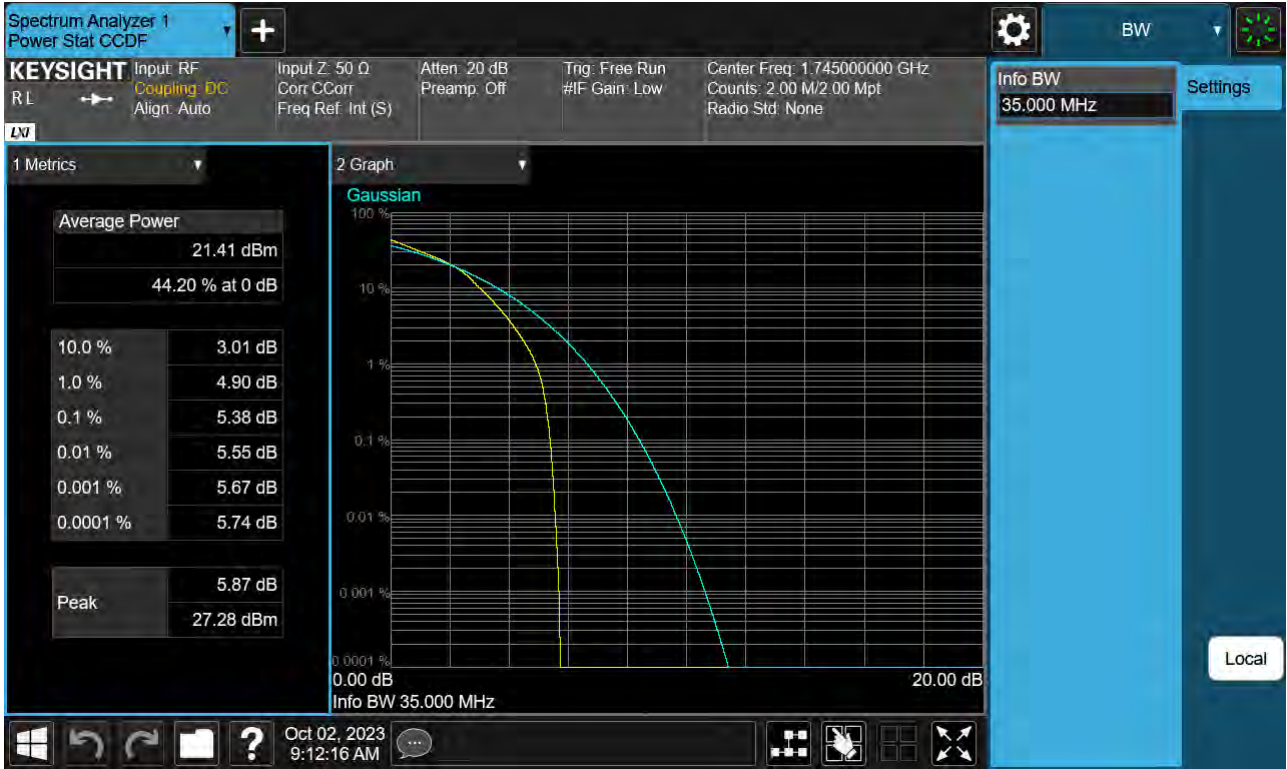 Spectrum Analyzer 1
Power Stat CCDF
+
BW
KEYSIGHT
R L
LXI
Input: RF
Coupling: DC
Align: Auto
Input Z: 50 Ω
Corr CCorr
Freq Ref: Int (S)
Atten: 20 dB
Preamp: Off
Trig: Free Run
#IF Gain: Low
Center Freq: 1.745000000 GHz
Counts: 2.00 M/2.00 Mpt
Radio Std: None
Info BW
35.000 MHz
Settings
1 Metrics
Average Power
21.41 dBm
44.20 % at 0 dB
10.0 % 3.01 dB
1.0 % 4.90 dB
0.1 % 5.38 dB
0.01 % 5.55 dB
0.001 % 5.67 dB
0.0001 % 5.74 dB
Peak
5.87 dB
27.28 dBm
2 Graph
Gaussian
100 %
10 %
1 %
0.1 %
0.01 %
0.001 %
0.0001 %
0.00 dB 20.00 dB
Info BW 35.000 MHz
Local
?
Oct 02, 2023
9:12:16 AM